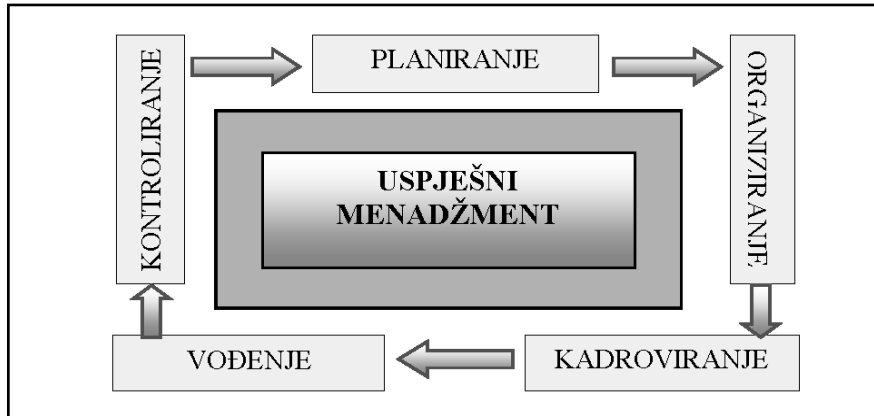 PLANIRANJE
ORGANIZIRANJE
KADROVIRANJE
VOĐENJE
KONTROLIRANJE
USPJEŠNI
MENADŽMENT